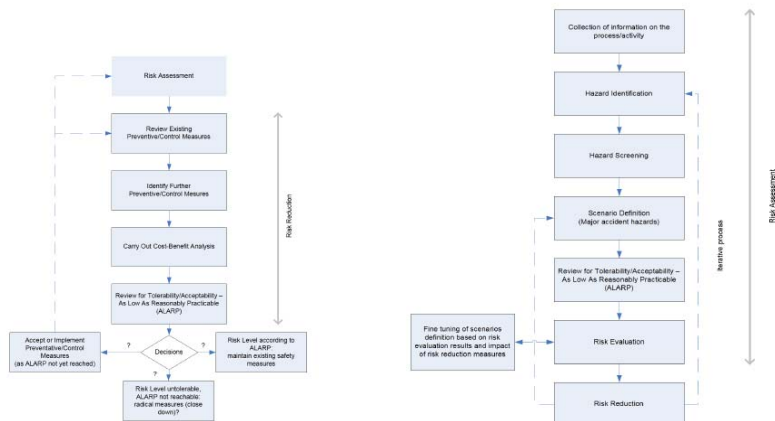 Risk Assessment
Review Existing
Preventive/Control Measures
Identify Further
Preventive/Control Mesures
Carry Out Cost-Benefit Analysis
Review for Tolerability/Acceptability –
As Low As Reasonably Practicable
(ALARP)
Decisions
?
?
?
Accept or Implement
Preventative/Control
Measures
(as ALARP not yet reached)
Risk Level according to
ALARP:
maintain existing safety
measures
Risk Level untolerable,
ALARP not reachable:
radical measures (close
down)?
Risk Reduction
Collection of information on the
process/activity
Hazard Identification
Hazard Screening
Scenario Definition
(Major accident hazards)
Review for Tolerability/Acceptability –
As Low As Reasonably Practicable
(ALARP)
Fine tuning of scenarios
definition based on risk
evaluation results and impact
of risk reduction measures
Risk Evaluation
Risk Reduction
Iterative process
Risk Assessment